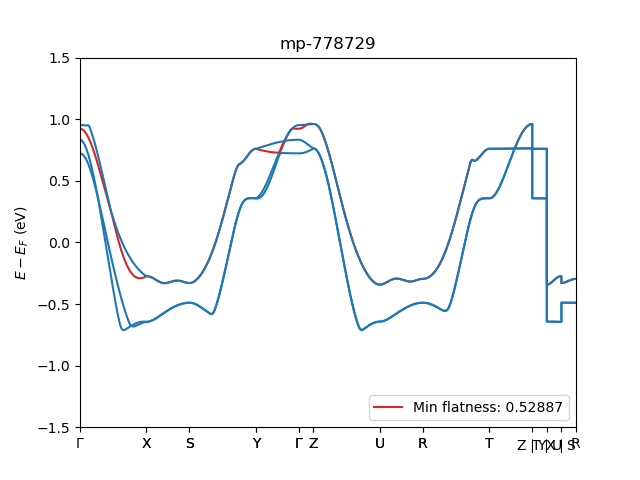 mp-778729
1.5
1.0
0.5
0.0
−0.5
−1.0
−1.5
E − E_F (eV)
Min flatness: 0.52887
Γ X S Y Γ Z U R T Z|T Y|X U|S R